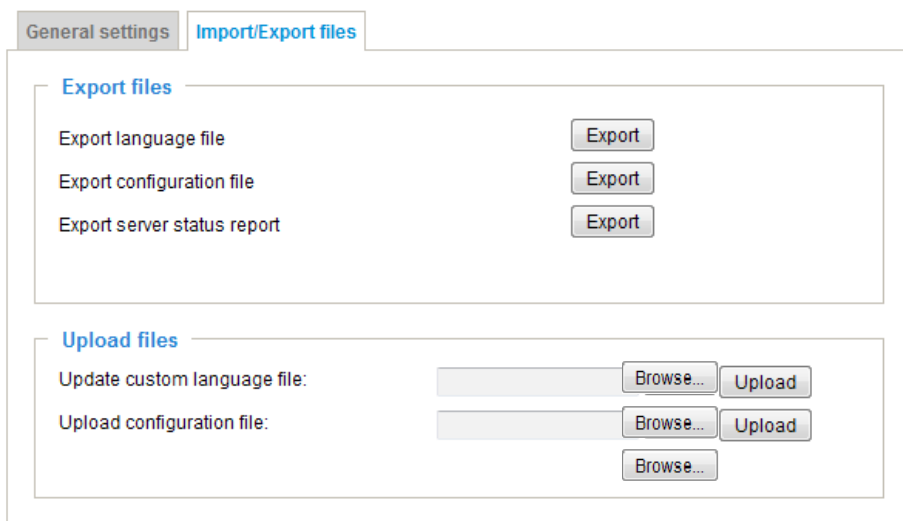 General settings Import/Export files
Export files
Export language file Export
Export configuration file Export
Export server status report Export
Upload files
Update custom language file: Browse... Upload
Upload configuration file: Browse... Upload
Browse...